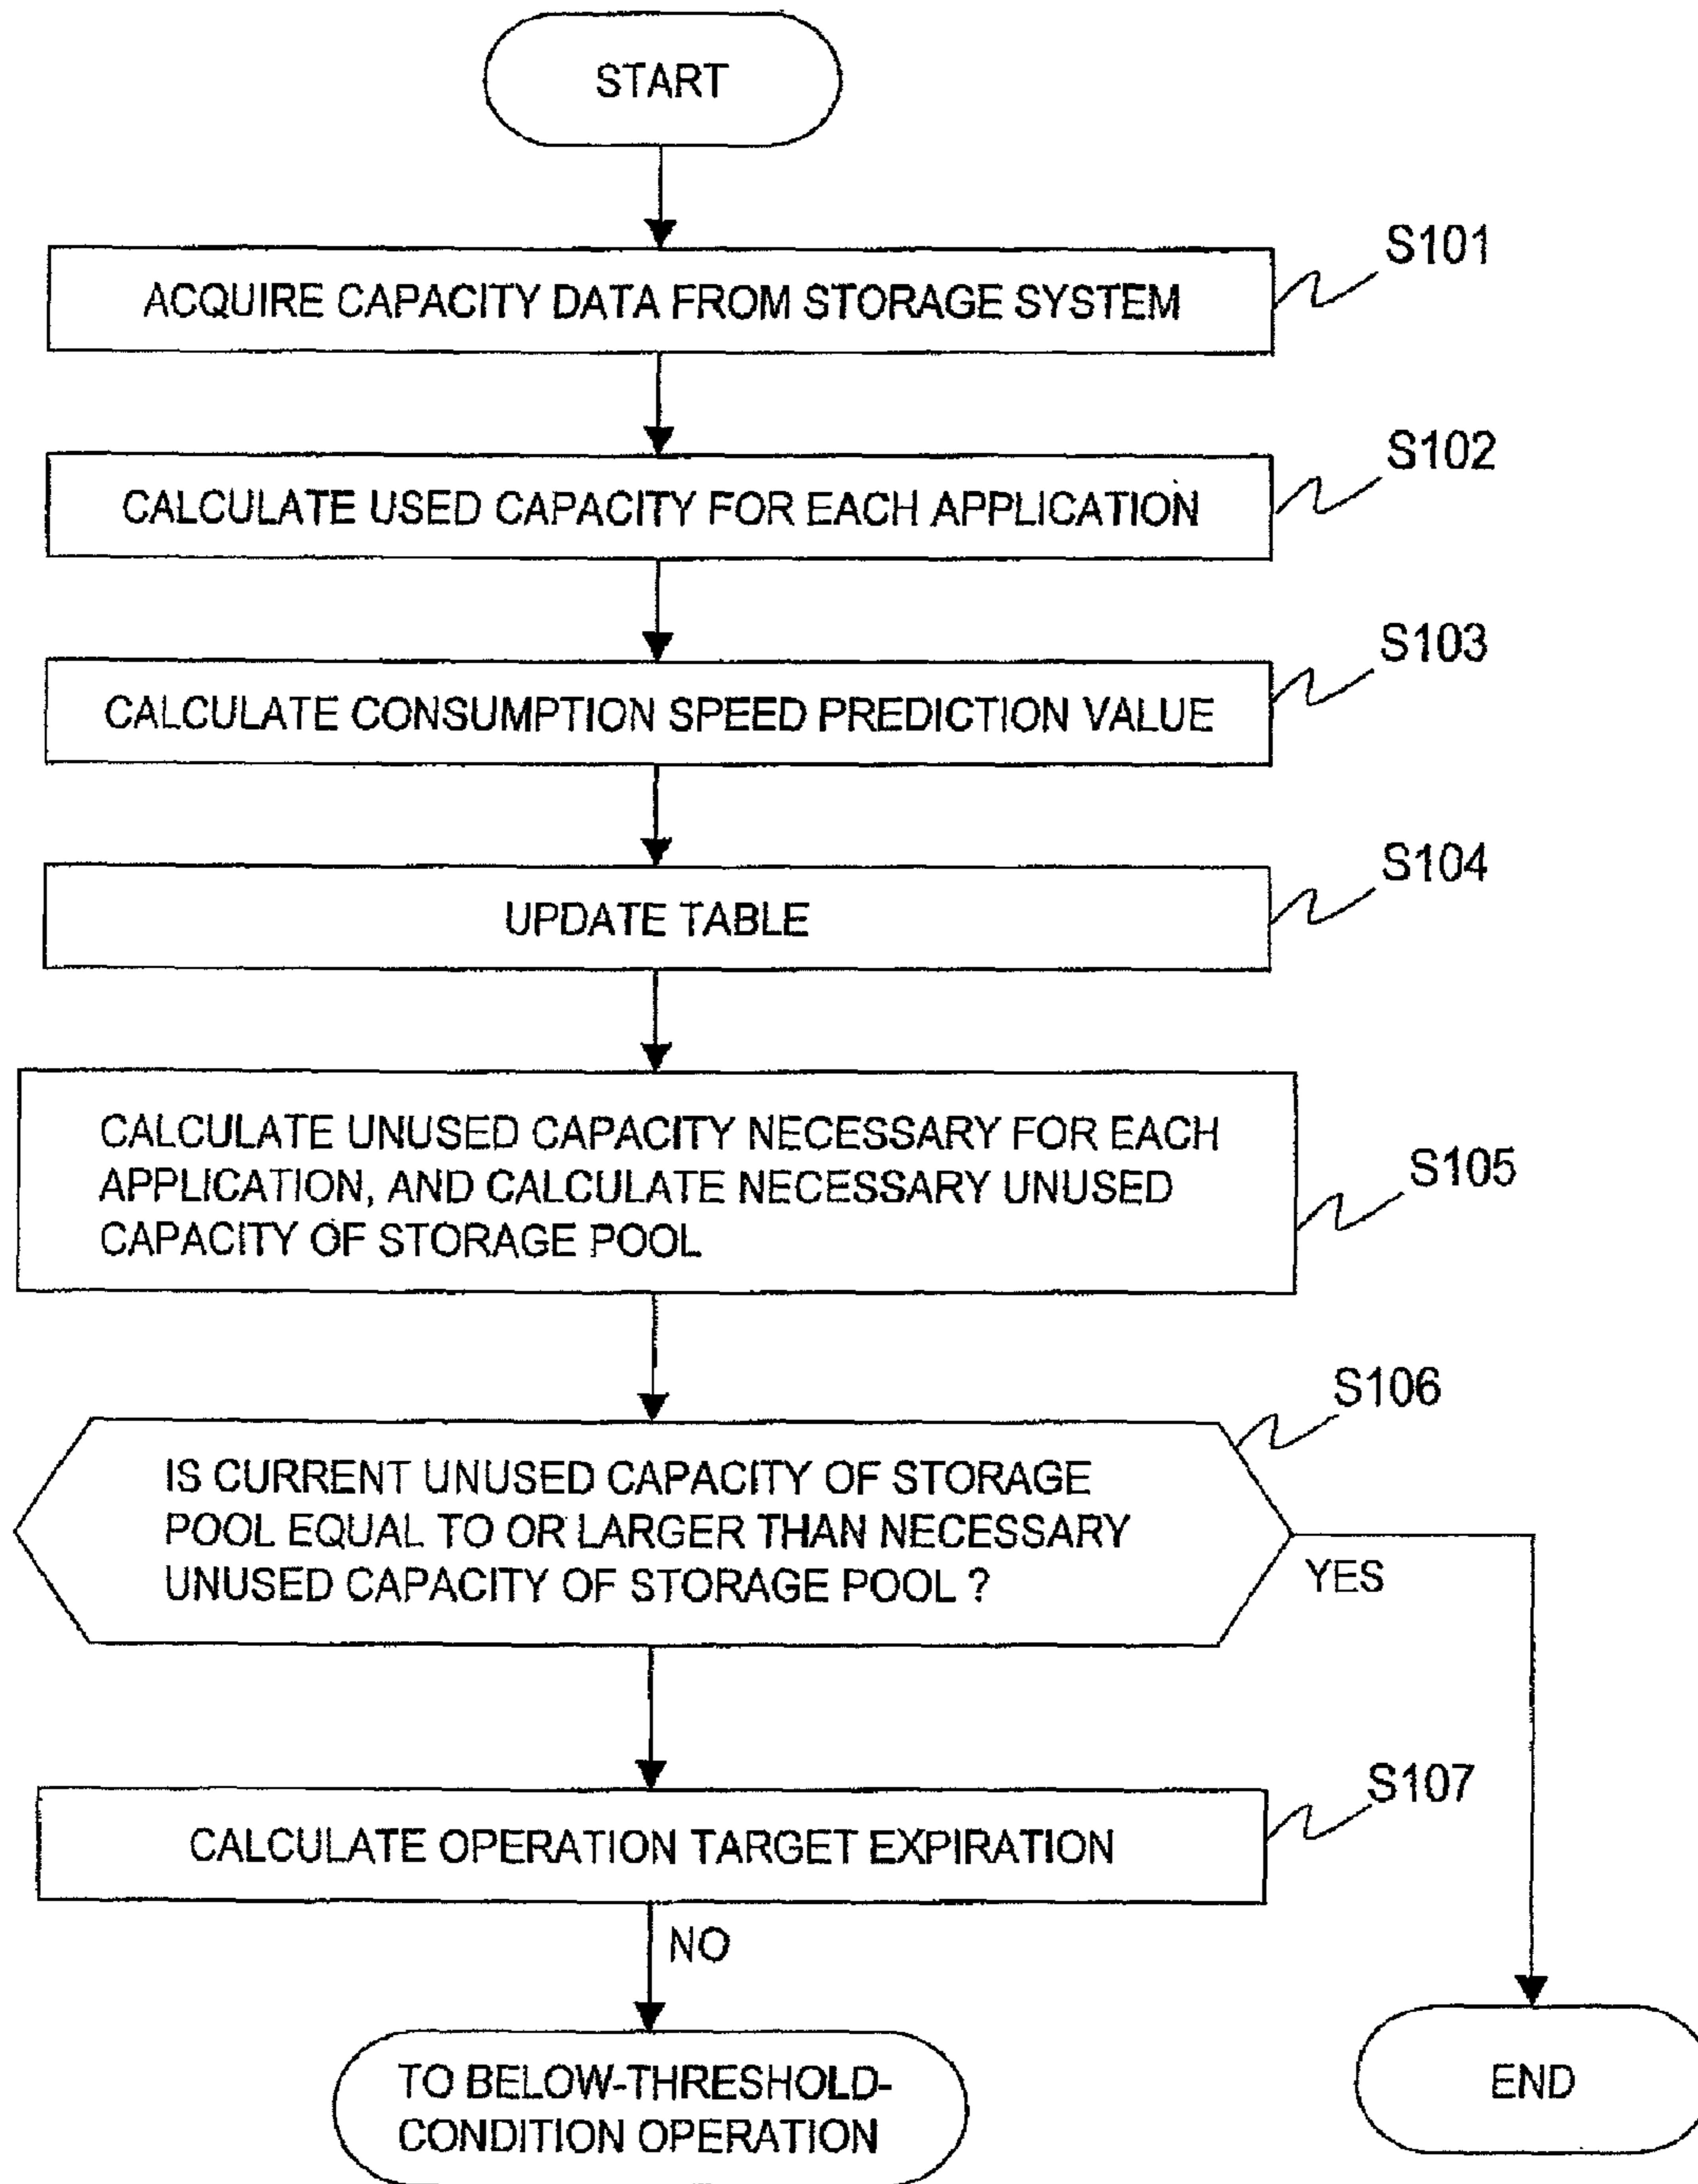 START
S101
ACQUIRE CAPACITY DATA FROM STORAGE SYSTEM
S102
CALCULATE USED CAPACITY FOR EACH APPLICATION
S103
CALCULATE CONSUMPTION SPEED PREDICTION VALUE
S104
UPDATE TABLE
CALCULATE UNUSED CAPACITY NECESSARY FOR EACH
APPLICATION, AND CALCULATE NECESSARY UNUSED
CAPACITY OF STORAGE POOL
S105
S106
IS CURRENT UNUSED CAPACITY OF STORAGE
POOL EQUAL TO OR LARGER THAN NECESSARY
UNUSED CAPACITY OF STORAGE POOL ?
YES
S107
CALCULATE OPERATION TARGET EXPIRATION
NO
TO BELOW-THRESHOLD-
CONDITION OPERATION
END